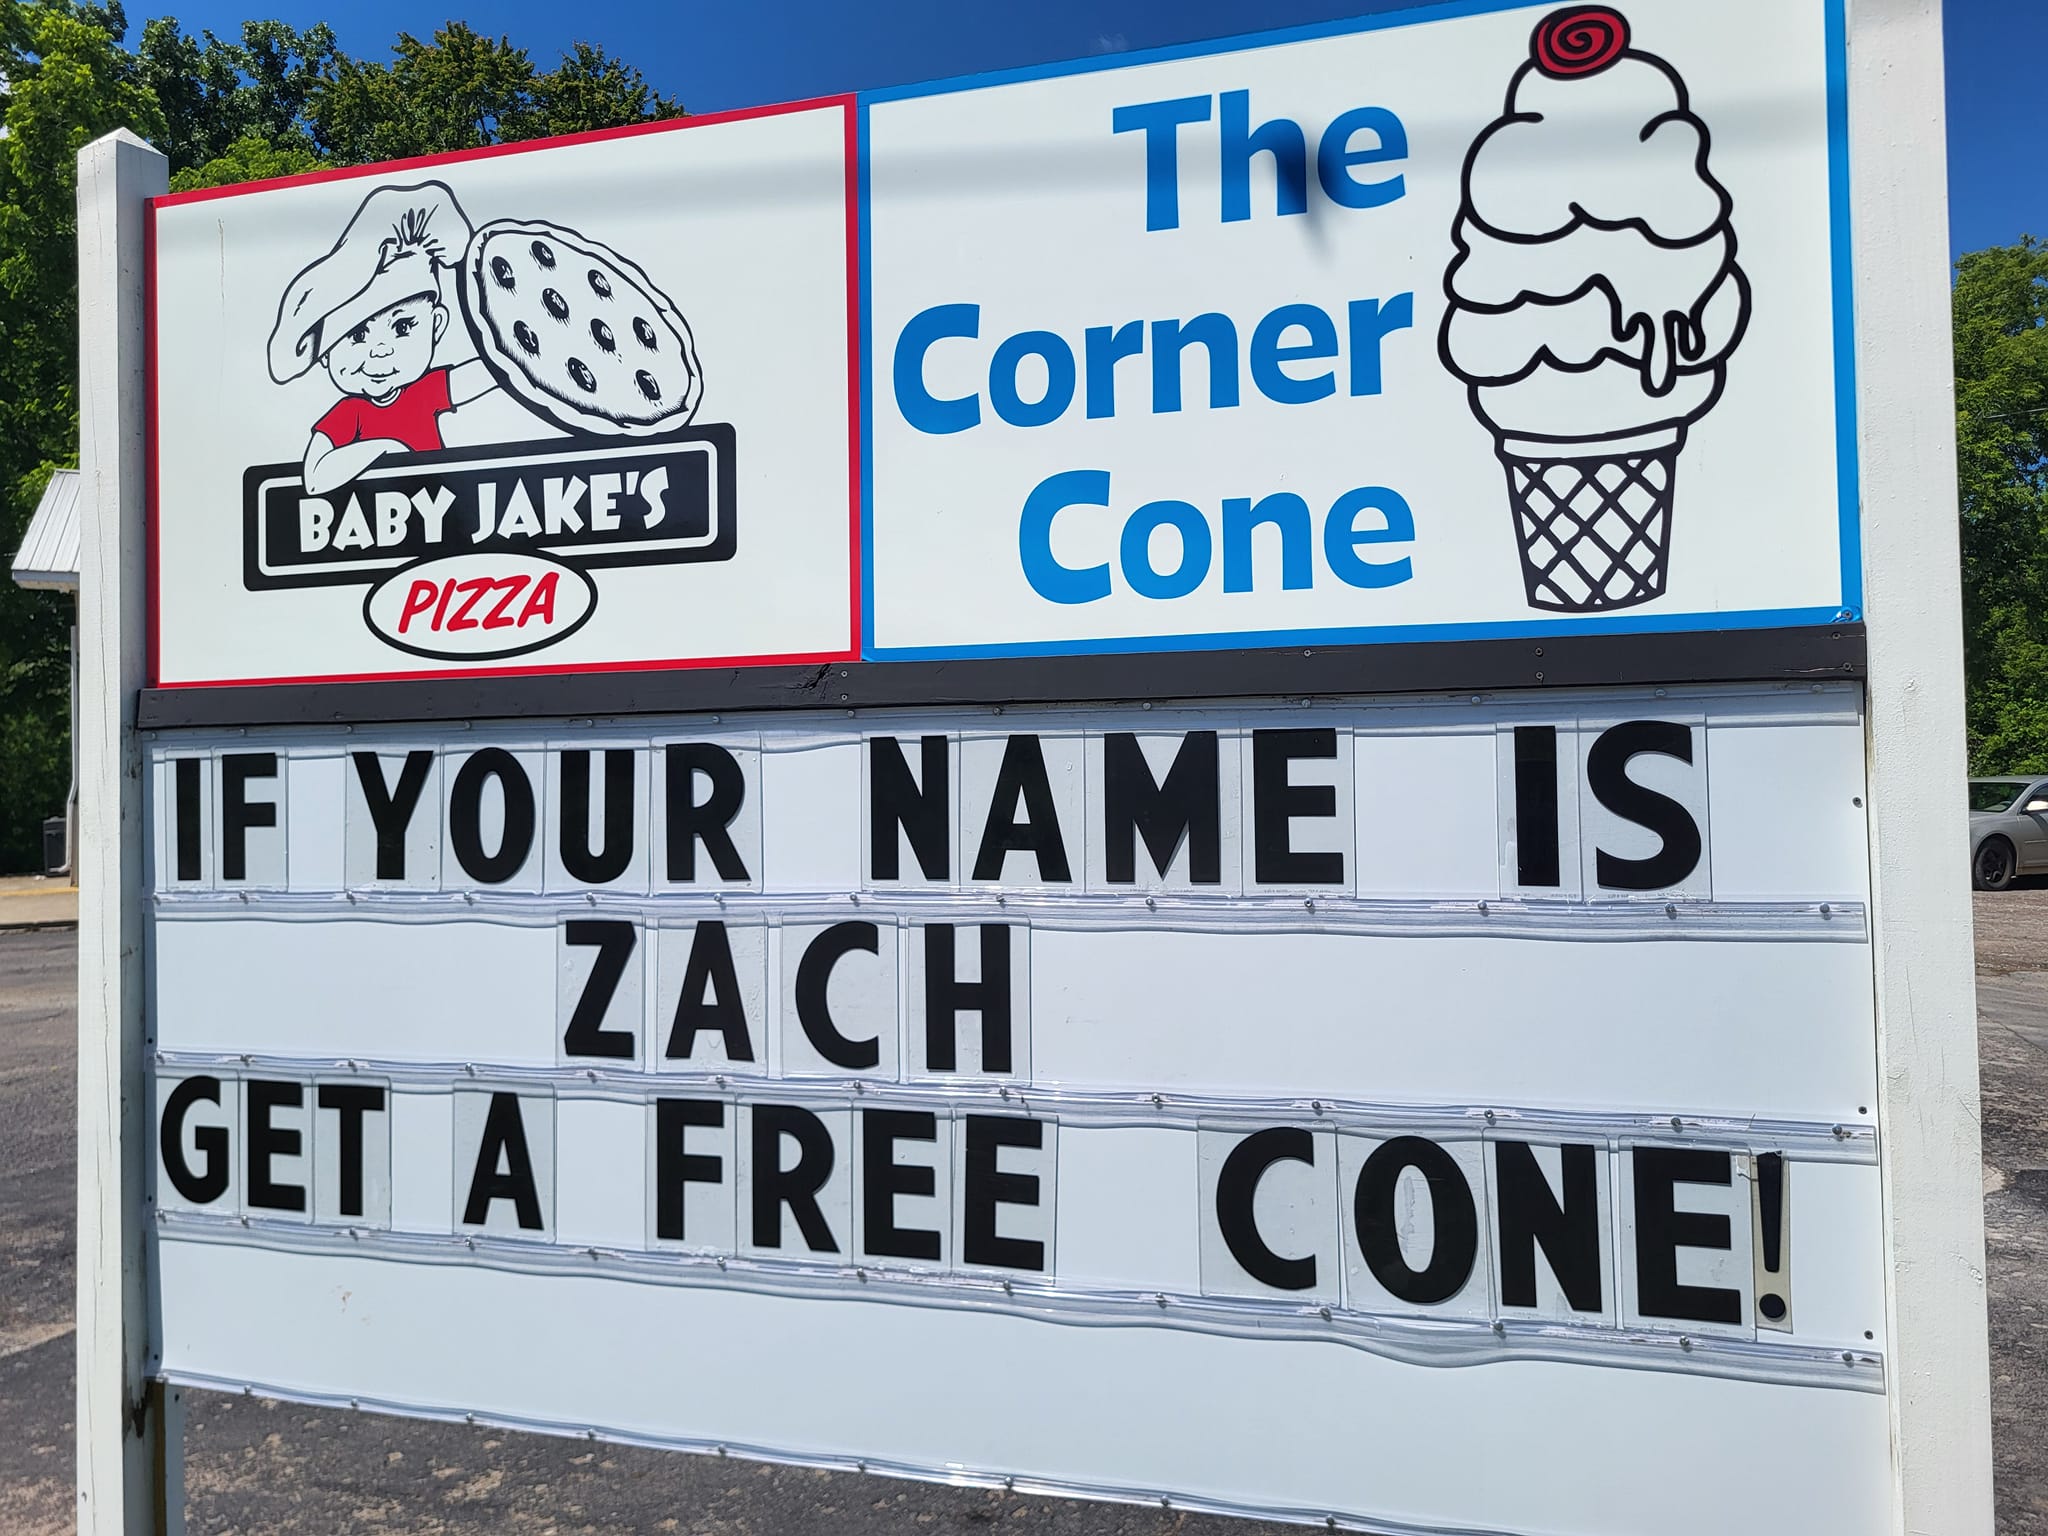 BABY JAKE'S
PIZZA
The
Corner
Cone
IF YOUR NAME IS
ZACH
GET A FREE CONE!